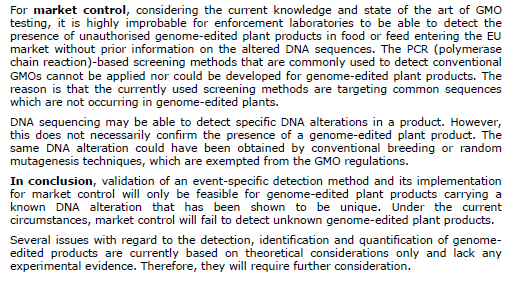 For market control, considering the current knowledge and state of the art of GMO
testing, it is highly improbable for enforcement laboratories to be able to detect the
presence of unauthorised genome-edited plant products in food or feed entering the EU
market without prior information on the altered DNA sequences. The PCR (polymerase
chain reaction)-based screening methods that are commonly used to detect conventional
GMOs cannot be applied nor could be developed for genome-edited plant products. The
reason is that the currently used screening methods are targeting common sequences
which are not occurring in genome-edited plants.
DNA sequencing may be able to detect specific DNA alterations in a product. However,
this does not necessarily confirm the presence of a genome-edited plant product. The
same DNA alteration could have been obtained by conventional breeding or random
mutagenesis techniques, which are exempted from the GMO regulations.
In conclusion, validation of an event-specific detection method and its implementation
for market control will only be feasible for genome-edited plant products carrying a
known DNA alteration that has been shown to be unique. Under the current
circumstances, market control will fail to detect unknown genome-edited plant products.
Several issues with regard to the detection, identification and quantification of genome-
edited products are currently based on theoretical considerations only and lack any
experimental evidence. Therefore, they will require further consideration.